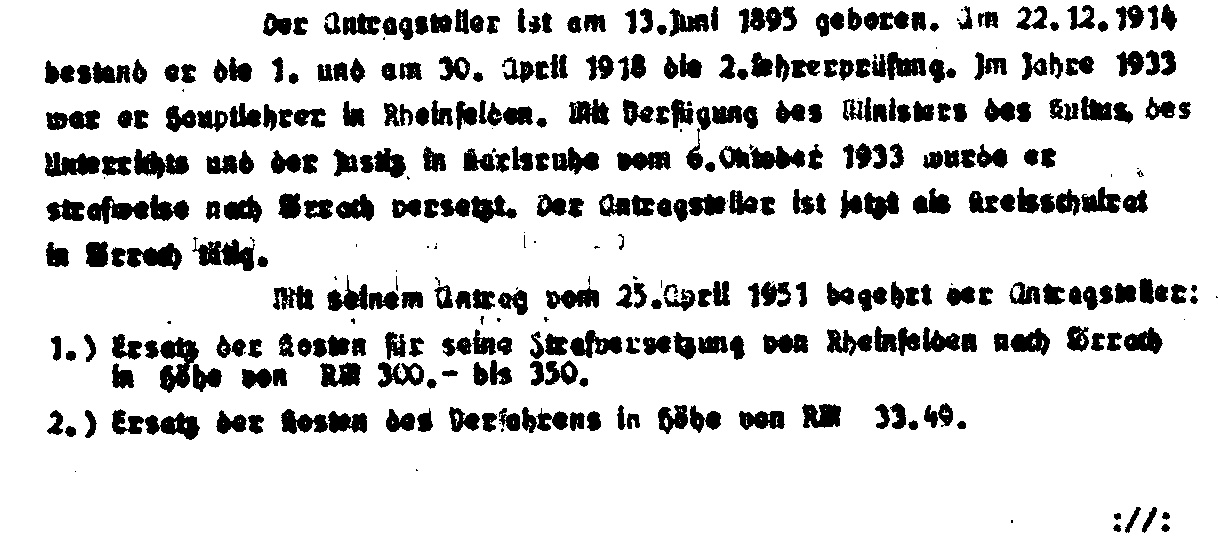 Der Antragsteller ist am 13.Juni 1895 geboren. Am 22.12.1914
bestand er die 1. und am 30. April 1918 die 2.Lehrerprüfung. Im Jahre 1933
war er Hauptlehrer in Rheinfelden. Mit Verfügung des Ministers des Kultus, des
Unterrichts und der Justiz in Karlsruhe vom 6.Oktober 1933 wurde er
strafweise nach Lörrach versetzt. Der Antragsteller ist jetzt als Kreisschulrat
in Lörrach tätig.
Mit seinem Antrag vom 25.April 1951 begehrt der Antragsteller:
1.) Ersatz der Kosten für seine Strafversetzung von Rheinfelden nach Lörrach
in Höhe von RM 300.- bis 350.
2.) Ersatz der Kosten des Verfahrens in Höhe von RM 33.49.
://: